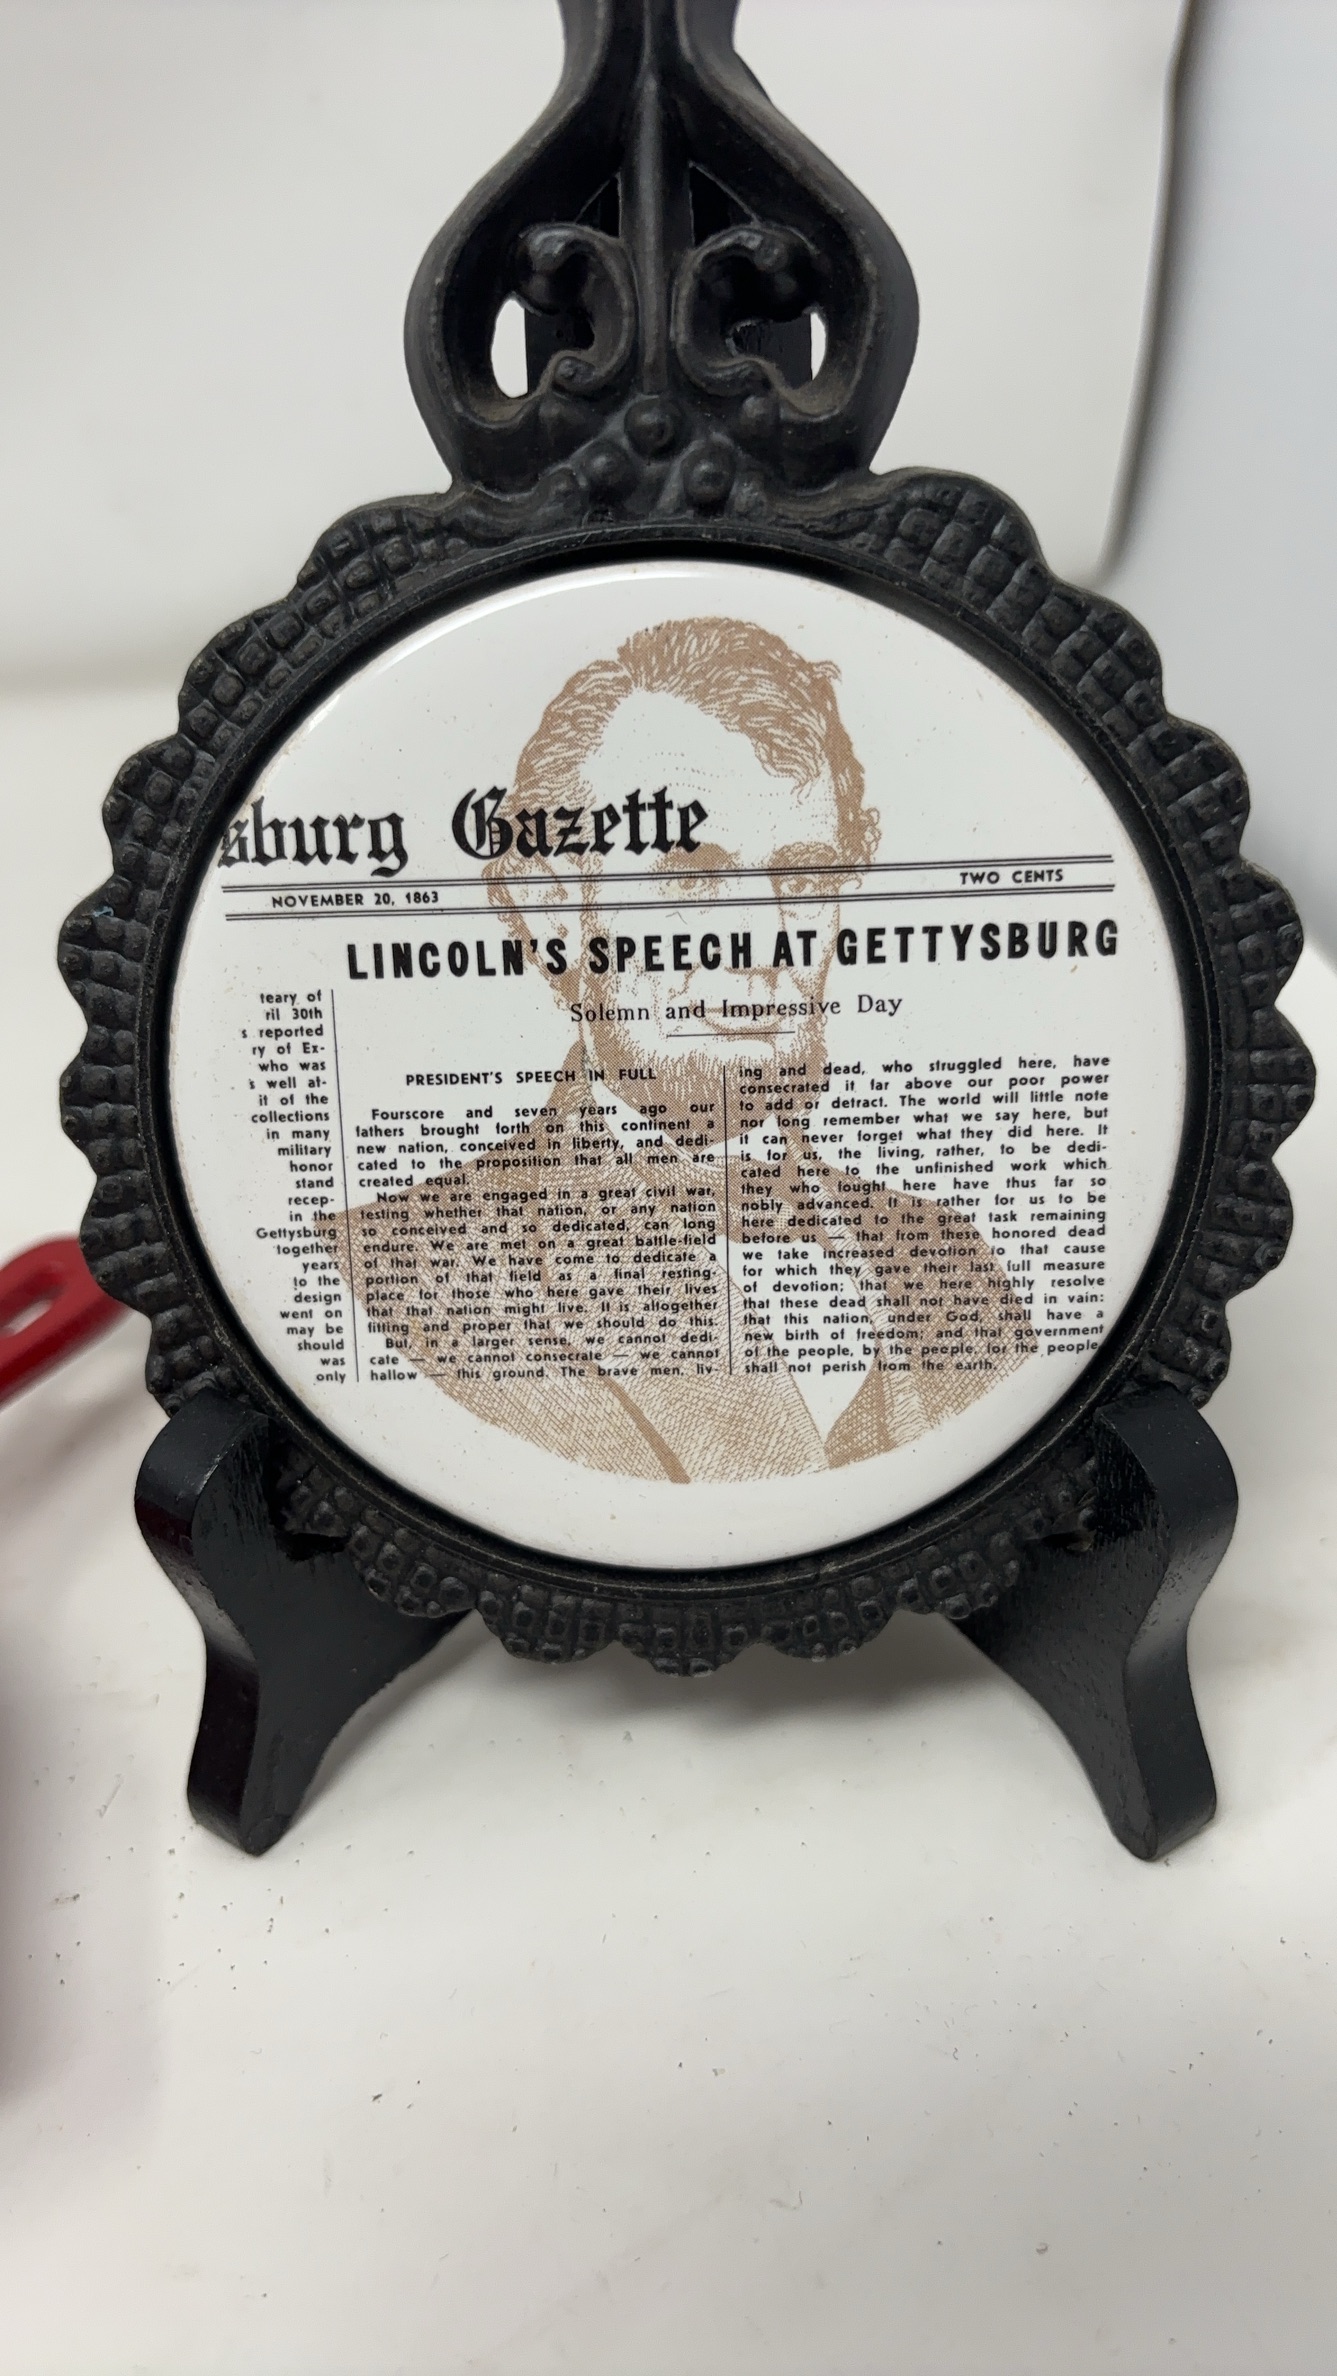 sburg Gazette
NOVEMBER 20, 1863 TWO CENTS
LINCOLN'S SPEECH AT GETTYSBURG
Solemn and Impressive Day
teary of
ril 30th
s reported
ry of Ex-
who was
s well at-
it of the
collections
in many
military
honor
stand
recep-
in the
Gettysburg
together
years
to the
design
went on
may be
should
was
only
PRESIDENT'S SPEECH IN FULL
Fourscore and seven years ago our
fathers brought forth on this continent a
new nation, conceived in liberty, and dedi-
cated to the proposition that all men are
created equal.
Now we are engaged in a great civil war,
testing whether that nation, or any nation
so conceived and so dedicated, can long
endure. We are met on a great battle-field
of that war. We have come to dedicate a
portion of that field as a final resting-
place for those who here gave their lives
that that nation might live. It is altogether
fitting and proper that we should do this.
But, in a larger sense, we cannot dedi-
cate — we cannot consecrate — we cannot
hallow — this ground. The brave men, liv-
ing and dead, who struggled here, have
consecrated it far above our poor power
to add or detract. The world will little note
nor long remember what we say here, but
it can never forget what they did here. It
is for us, the living, rather, to be dedi-
cated here to the unfinished work which
they who fought here have thus far so
nobly advanced. It is rather for us to be
here dedicated to the great task remaining
before us — that from these honored dead
we take increased devotion to that cause
for which they gave their last full measure
of devotion; that we here highly resolve
that these dead shall not have died in vain:
that this nation, under God, shall have a
new birth of freedom; and that government
of the people, by the people, for the people,
shall not perish from the earth.